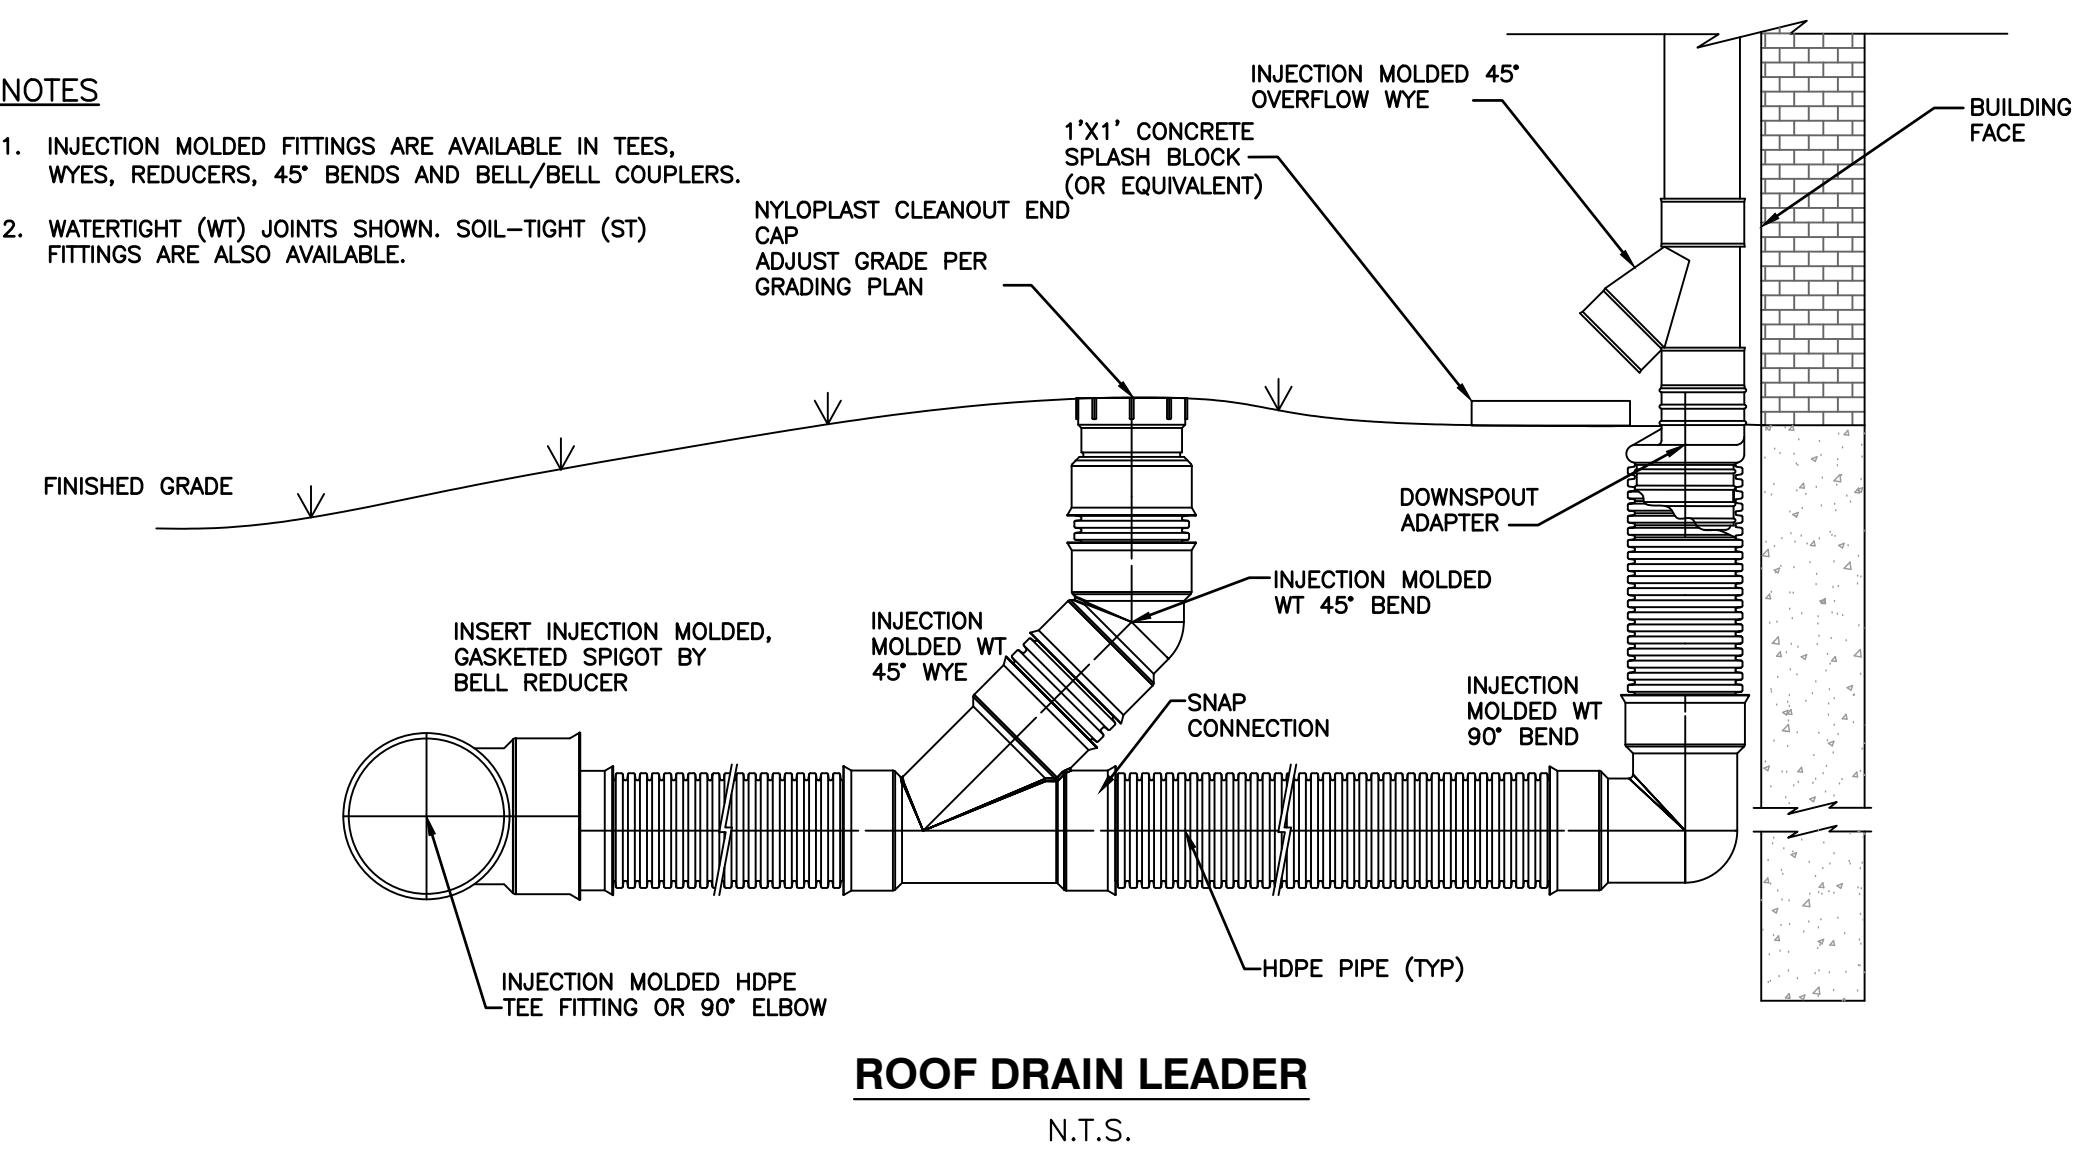 NOTES
1. INJECTION MOLDED FITTINGS ARE AVAILABLE IN TEES,
WYES, REDUCERS, 45° BENDS AND BELL/BELL COUPLERS.
2. WATERTIGHT (WT) JOINTS SHOWN. SOIL-TIGHT (ST)
FITTINGS ARE ALSO AVAILABLE.
INJECTION MOLDED 45°
OVERFLOW WYE
BUILDING
FACE
1'X1' CONCRETE
SPLASH BLOCK
(OR EQUIVALENT)
NYLOPLAST CLEANOUT END
CAP
ADJUST GRADE PER
GRADING PLAN
FINISHED GRADE
DOWNSPOUT
ADAPTER
INJECTION MOLDED
WT 45° BEND
INJECTION
MOLDED WT
45° WYE
INSERT INJECTION MOLDED,
GASKETED SPIGOT BY
BELL REDUCER
SNAP
CONNECTION
INJECTION
MOLDED WT
90° BEND
HDPE PIPE (TYP)
INJECTION MOLDED HDPE
TEE FITTING OR 90° ELBOW
ROOF DRAIN LEADER
N.T.S.